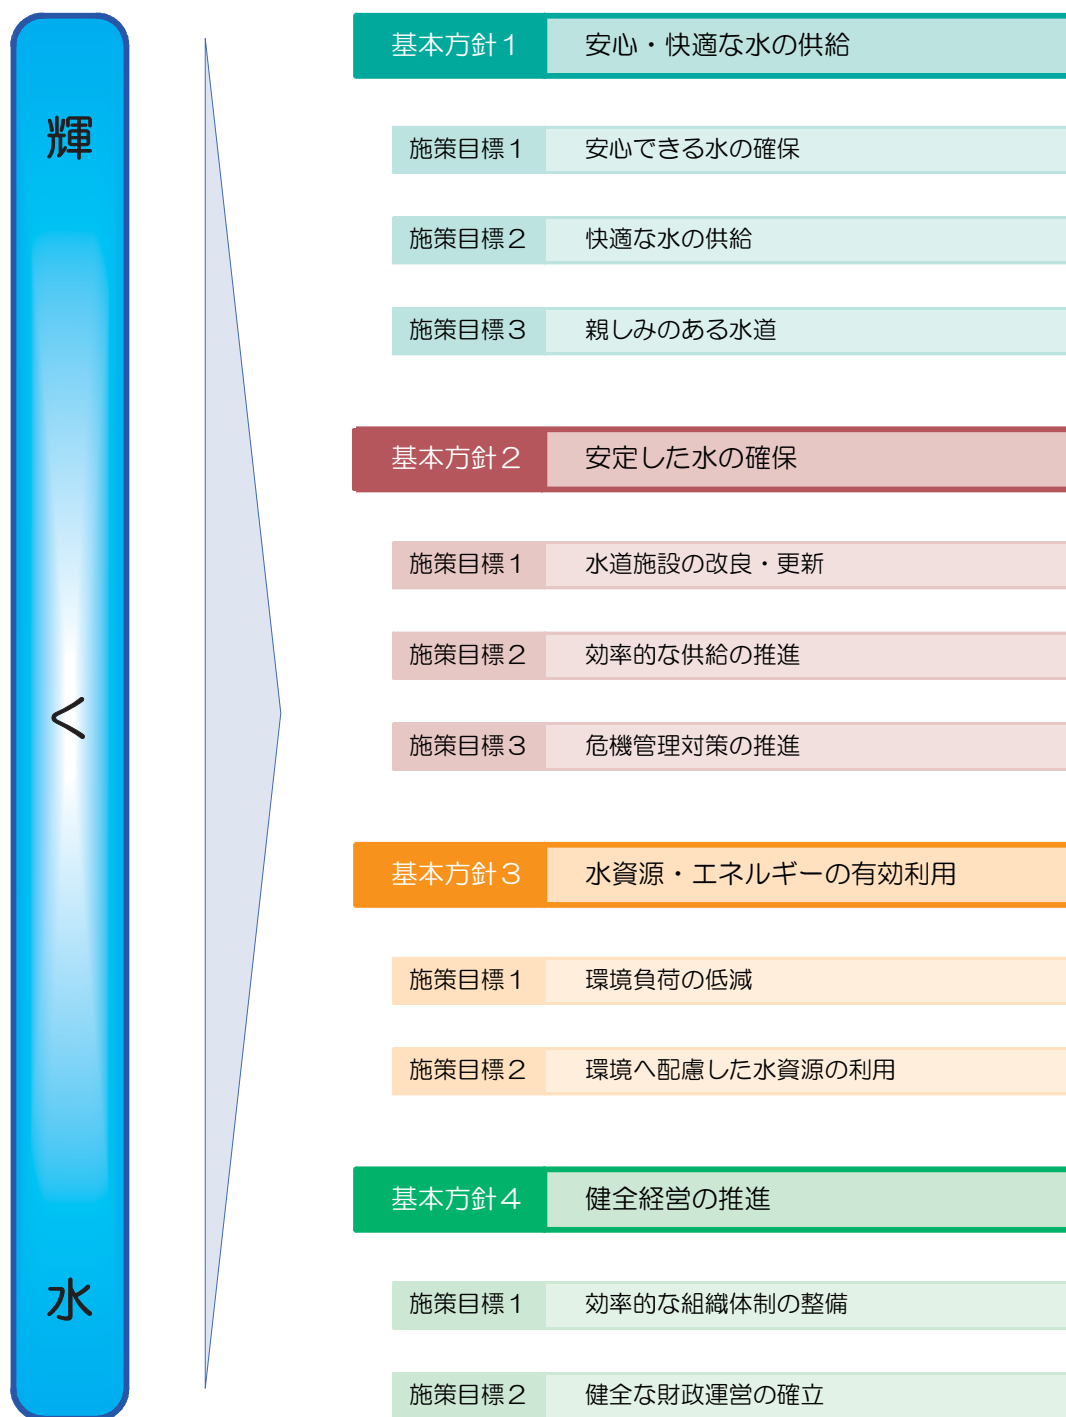 輝く水
基本方針1 安心・快適な水の供給
施策目標1 安心できる水の確保
施策目標2 快適な水の供給
施策目標3 親しみのある水道
基本方針2 安定した水の確保
施策目標1 水道施設の改良・更新
施策目標2 効率的な供給の推進
施策目標3 危機管理対策の推進
基本方針3 水資源・エネルギーの有効利用
施策目標1 環境負荷の低減
施策目標2 環境へ配慮した水資源の利用
基本方針4 健全経営の推進
施策目標1 効率的な組織体制の整備
施策目標2 健全な財政運営の確立